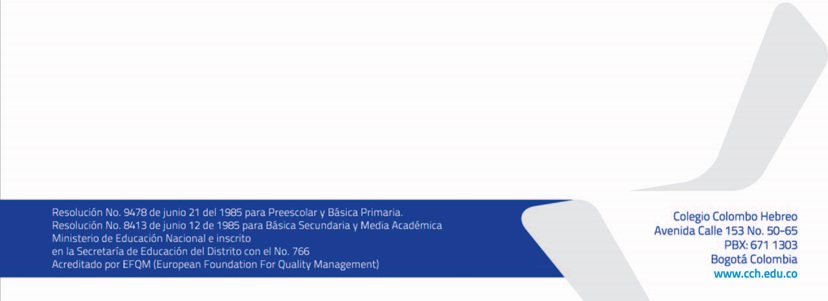 Resolución No. 9478 de junio 21 del 1985 para Preescolar y Básica Primaria.
Resolución No. 8413 de junio 12 de 1985 para Básica Secundaria y Media Académica
Ministerio de Educación Nacional e inscrito
en la Secretaría de Educación del Distrito con el No. 766
Acreditado por EFQM (European Foundation For Quality Management)
Colegio Colombo Hebreo
Avenida Calle 153 No. 50-65
PBX: 671 1303
Bogotá Colombia
www.cch.edu.co